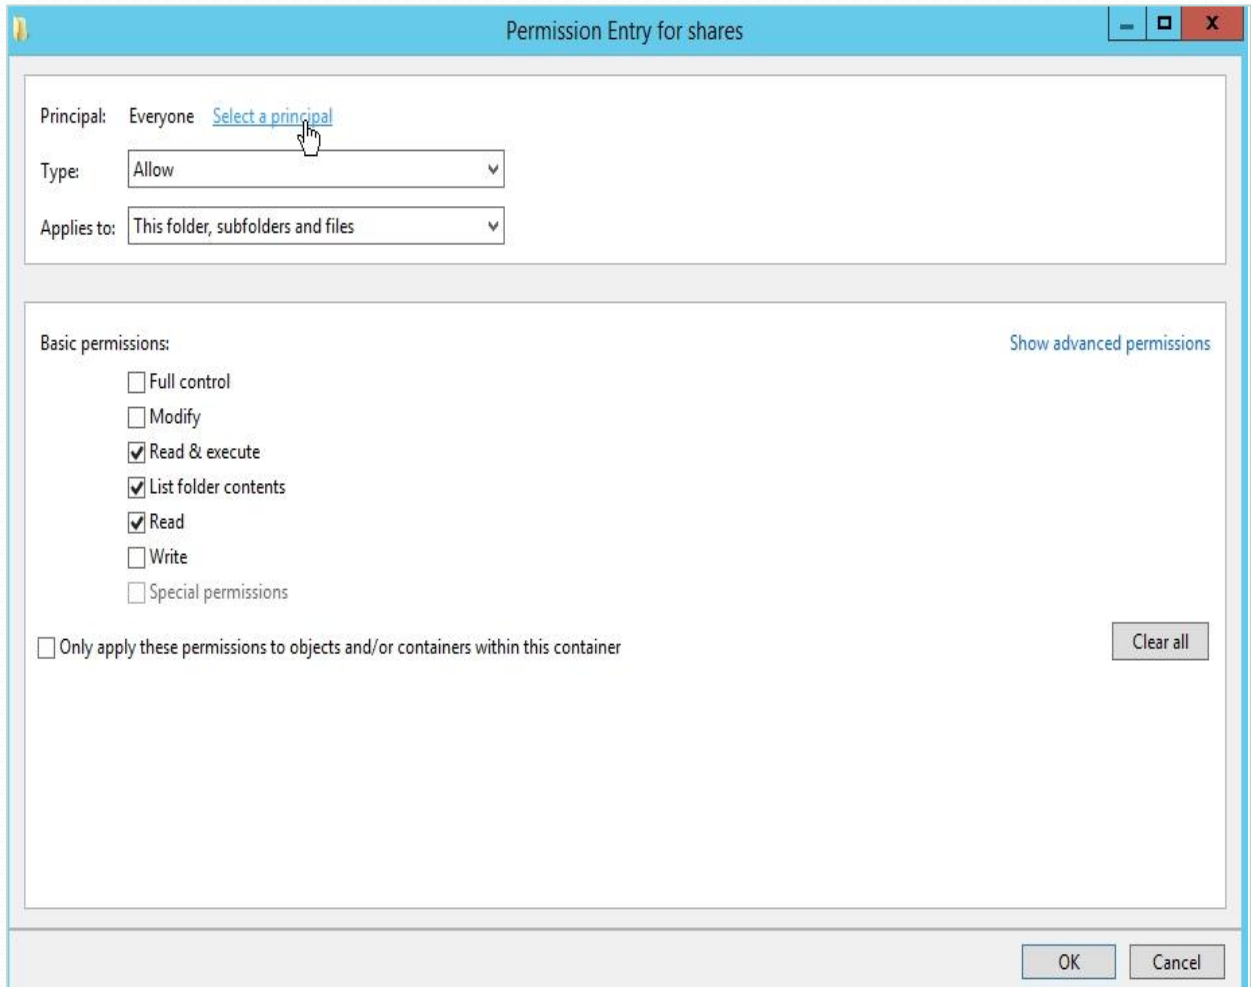 Permission Entry for shares
x
Principal: Everyone Select a principal
Type: Allow
Applies to: This folder, subfolders and files
Basic permissions: Show advanced permissions
Full control
Modify
Read & execute
List folder contents
Read
Write
Special permissions
Only apply these permissions to objects and/or containers within this container Clear all
OK Cancel